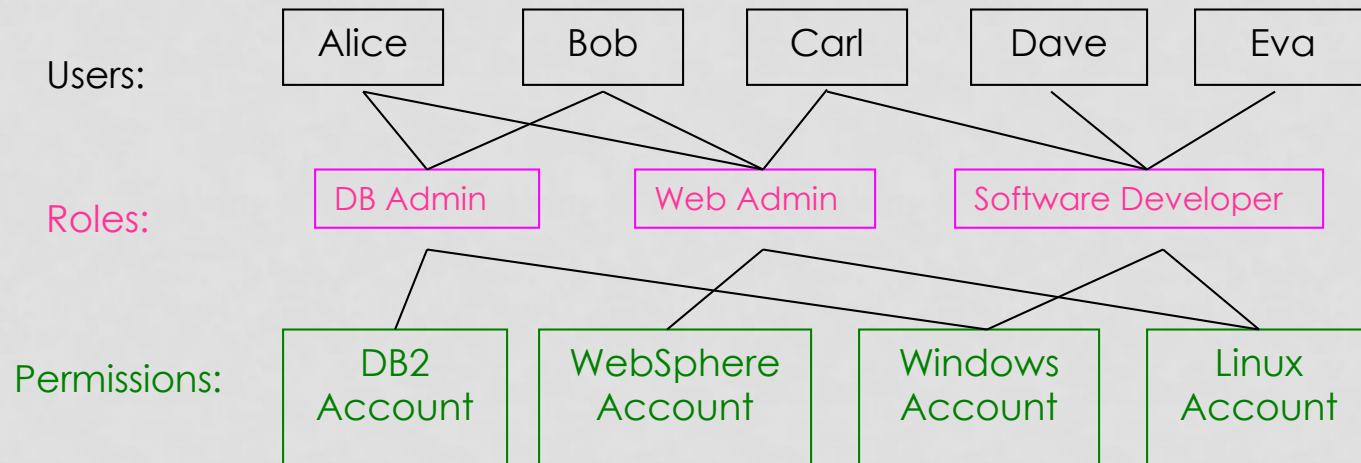 Users:
Alice
Bob
Carl
Dave
Eva
Roles:
DB Admin
Web Admin
Software Developer
Permissions:
DB2
Account
WebSphere
Account
Windows
Account
Linux
Account